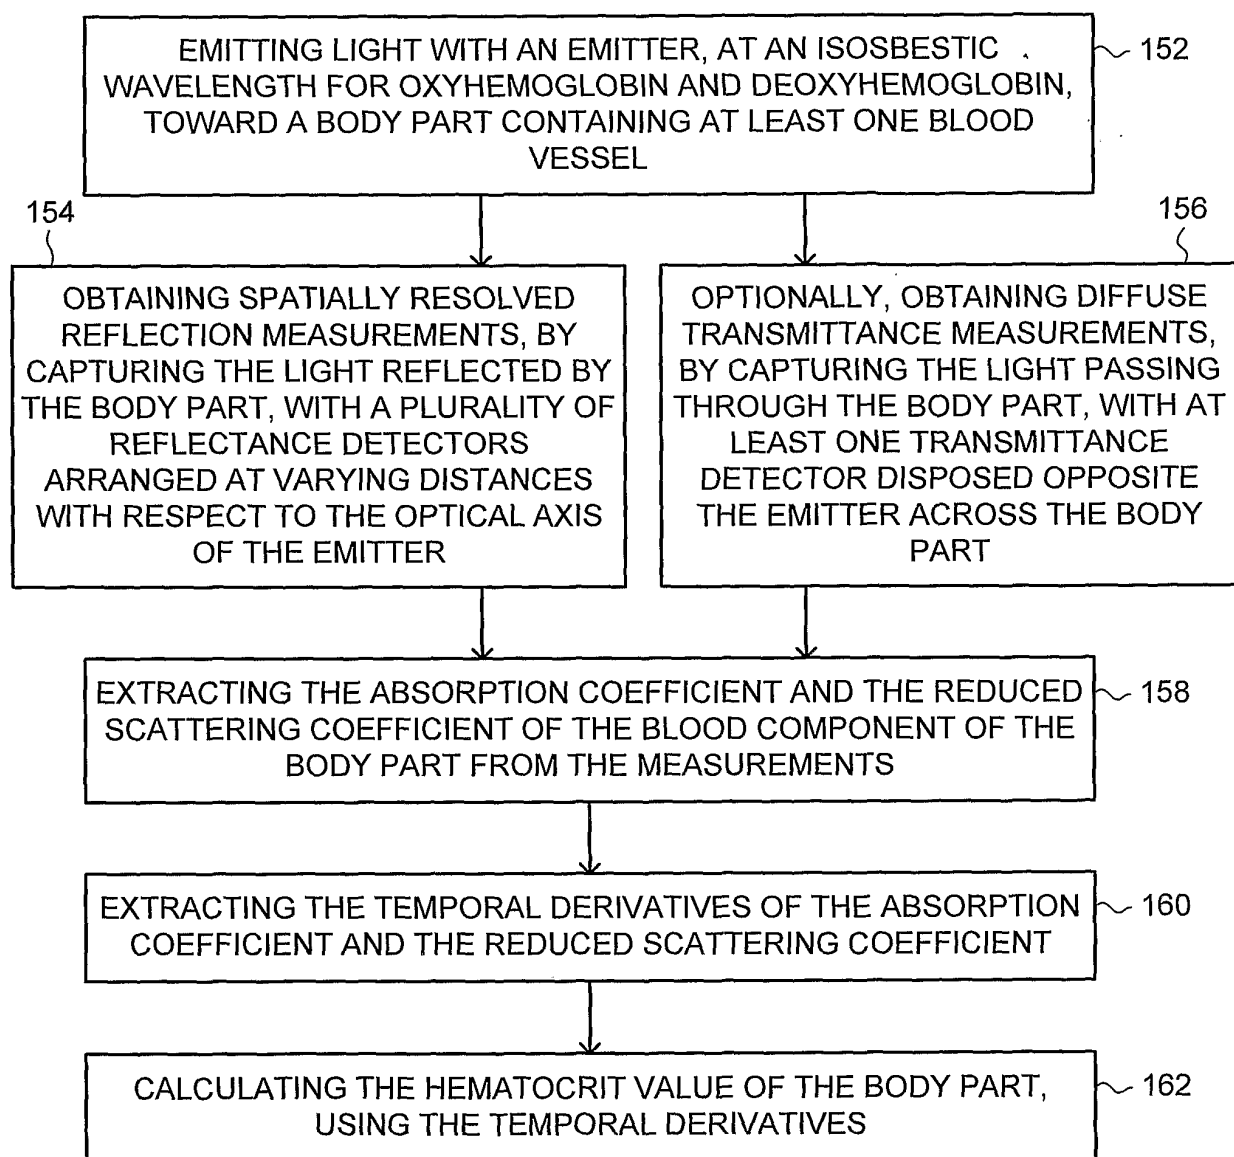 EMITTING LIGHT WITH AN EMITTER, AT AN ISOSBESTIC
WAVELENGTH FOR OXYHEMOGLOBIN AND DEOXYHEMOGLOBIN,
TOWARD A BODY PART CONTAINING AT LEAST ONE BLOOD
VESSEL
152
154
OBTAINING SPATIALLY RESOLVED
REFLECTION MEASUREMENTS, BY
CAPTURING THE LIGHT REFLECTED BY
THE BODY PART, WITH A PLURALITY OF
REFLECTANCE DETECTORS
ARRANGED AT VARYING DISTANCES
WITH RESPECT TO THE OPTICAL AXIS
OF THE EMITTER
156
OPTIONALLY, OBTAINING DIFFUSE
TRANSMITTANCE MEASUREMENTS,
BY CAPTURING THE LIGHT PASSING
THROUGH THE BODY PART, WITH AT
LEAST ONE TRANSMITTANCE
DETECTOR DISPOSED OPPOSITE
THE EMITTER ACROSS THE BODY
PART
EXTRACTING THE ABSORPTION COEFFICIENT AND THE REDUCED
SCATTERING COEFFICIENT OF THE BLOOD COMPONENT OF THE
BODY PART FROM THE MEASUREMENTS
158
EXTRACTING THE TEMPORAL DERIVATIVES OF THE ABSORPTION
COEFFICIENT AND THE REDUCED SCATTERING COEFFICIENT
160
CALCULATING THE HEMATOCRIT VALUE OF THE BODY PART,
USING THE TEMPORAL DERIVATIVES
162